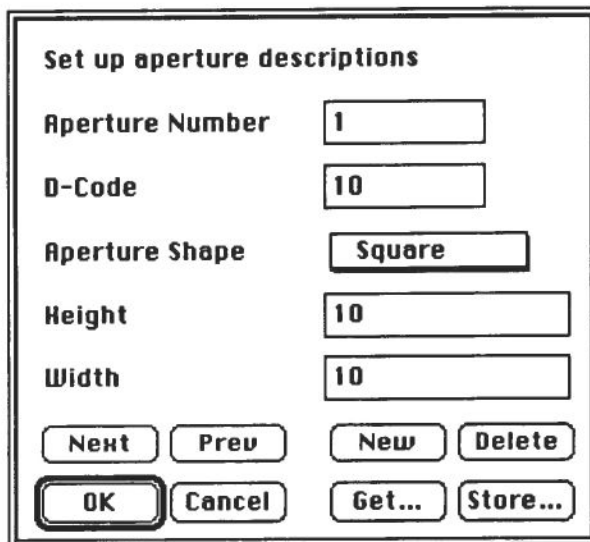 Set up aperture descriptions
Aperture Number 1
D-Code 10
Aperture Shape Square
Height 10
Width 10
Next Prev New Delete
OK Cancel Get... Store...